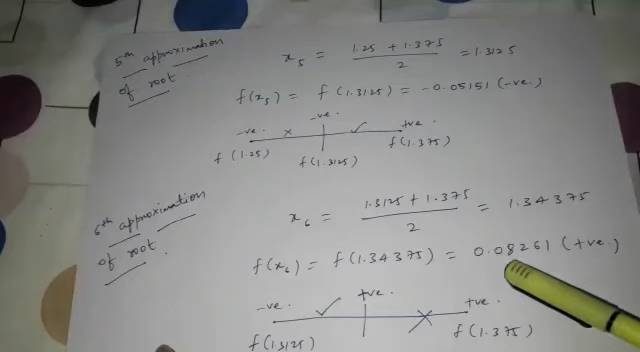 5th approximation
of root
x5 = 1.25 + 1.375 / 2 = 1.3125
f(x5) = f(1.3125) = -0.05151 (-ve.)
-ve. × -ve. ✓ +ve.
f(1.25) f(1.3125) f(1.375)
6th approximation
of root
x6 = 1.3125 + 1.375 / 2 = 1.34375
f(x6) = f(1.34375) = 0.08261 (+ve.)
-ve. ✓ +ve. × +ve.
f(1.3125) f(1.375)